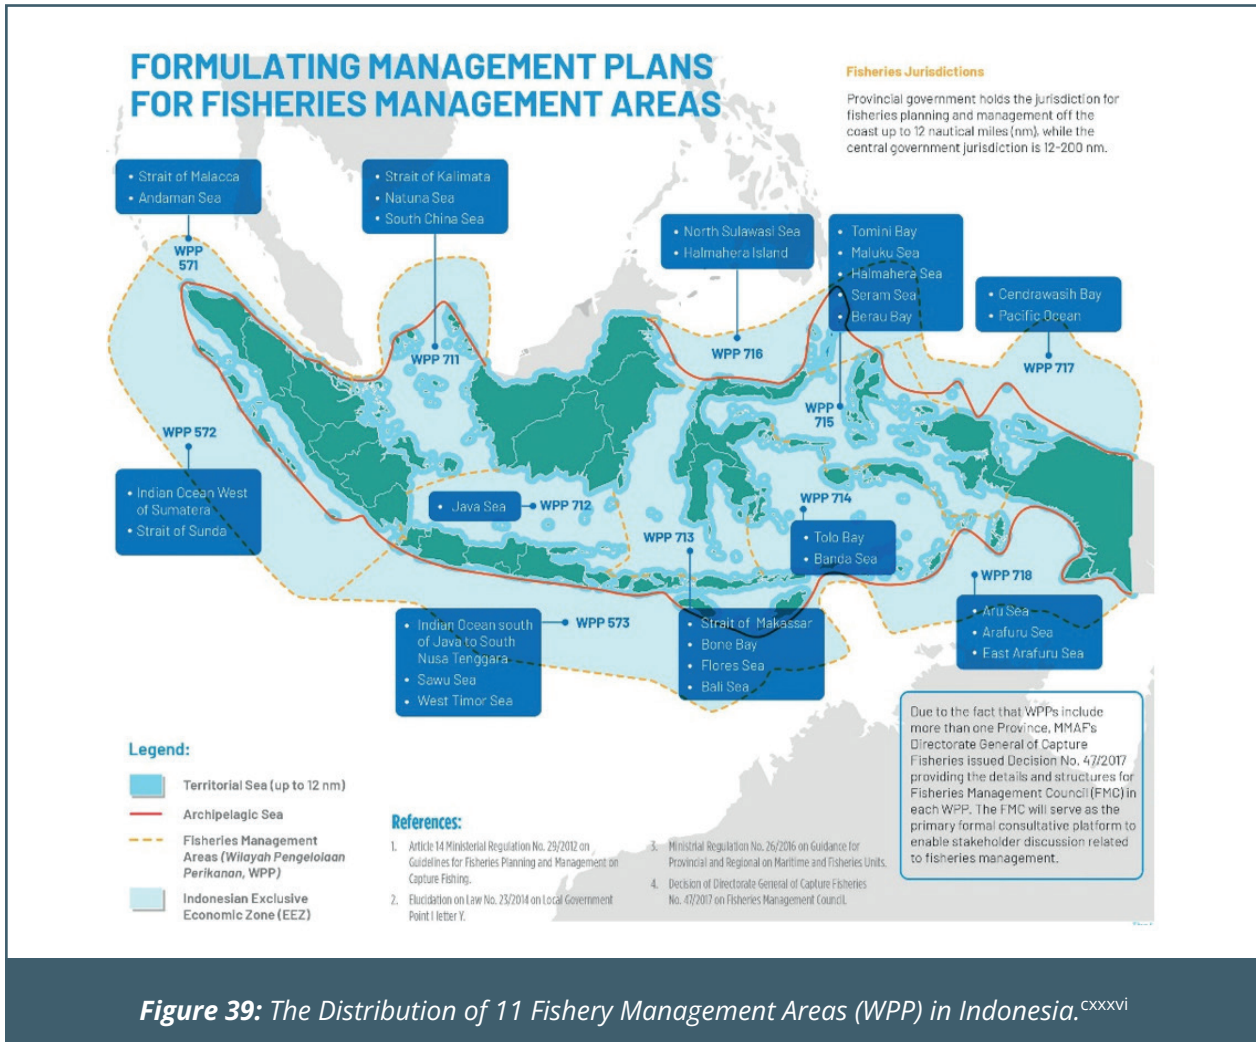 FORMULATING MANAGEMENT PLANS
FOR FISHERIES MANAGEMENT AREAS
Fisheries Jurisdictions
Provincial government holds the jurisdiction for
fisheries planning and management off the
coast up to 12 nautical miles (nm), while the
central government jurisdiction is 12-200 nm.
• Strait of Malacca
• Andaman Sea
WPP
571
• Strait of Kalimata
• Natuna Sea
• South China Sea
WPP 711
• North Sulawasi Sea
• Halmahera Island
WPP 716
• Tomini Bay
• Maluku Sea
• Halmahera Sea
• Seram Sea
• Berau Bay
WPP
715
• Cendrawasih Bay
• Pacific Ocean
WPP 717
WPP 572
• Indian Ocean West
of Sumatera
• Strait of Sunda
• Java Sea
WPP 712
WPP 713
WPP 714
• Tolo Bay
• Banda Sea
WPP 718
• Aru Sea
• Arafuru Sea
• East Arafuru Sea
• Indian Ocean south
of Java to South
Nusa Tenggara
• Sawu Sea
• West Timor Sea
WPP 573
• Strait of Makassar
• Bone Bay
• Flores Sea
• Bali Sea
Due to the fact that WPPs include
more than one Province, MMAF's
Directorate General of Capture
Fisheries issued Decision No. 47/2017
providing the details and structures for
Fisheries Management Council (FMC) in
each WPP. The FMC will serve as the
primary formal consultative platform to
enable stakeholder discussion related
to fisheries management.
Legend:
Territorial Sea (up to 12 nm)
Archipelagic Sea
Fisheries Management
Areas (Wilayah Pengelolaan
Perikanan, WPP)
Indonesian Exclusive
Economic Zone (EEZ)
References:
1. Article 14 Ministerial Regulation No. 29/2012 on
Guidelines for Fisheries Planning and Management on
Capture Fishing.
2. Elucidation on Law No. 23/2014 on Local Government
Point I letter Y.
3. Ministrial Regulation No. 26/2016 on Guidance for
Provincial and Regional on Maritime and Fisheries Units.
4. Decision of Directorate General of Capture Fisheries
No. 47/2017 on Fisheries Management Council.
Figure 39: The Distribution of 11 Fishery Management Areas (WPP) in Indonesia.cxxxvi